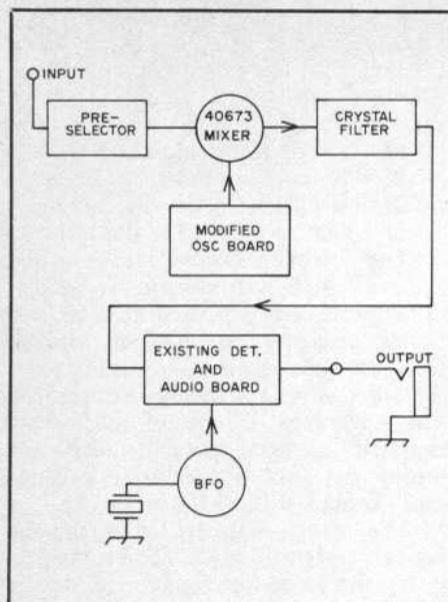 INPUT
PRE-
SELECTOR
40673
MIXER
CRYSTAL
FILTER
MODIFIED
OSC BOARD
EXISTING DET.
AND
AUDIO BOARD
OUTPUT
BFO